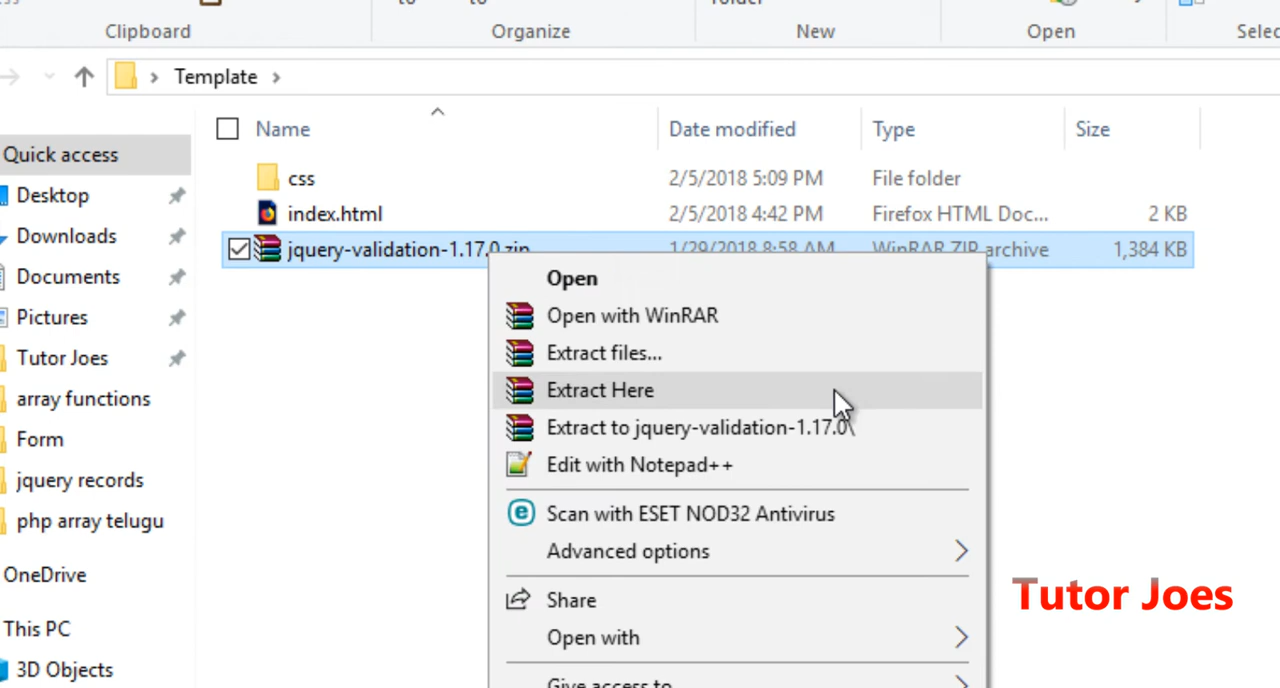 Clipboard
Organize
New
Open
Template
Name
Date modified
Type
Size
Quick access
css
2/5/2018 5:09 PM
File folder
Desktop
index.html
2/5/2018 4:42 PM
Firefox HTML Doc...
2 KB
Downloads
jquery-validation-1.17.0.zip
1/29/2018 8:58 AM
WinRAR ZIP archive
1,384 KB
Documents
Pictures
Tutor Joes
array functions
Form
jquery records
php array telugu
OneDrive
This PC
3D Objects
Open
Open with WinRAR
Extract files...
Extract Here
Extract to jquery-validation-1.17.0\
Edit with Notepad++
Scan with ESET NOD32 Antivirus
Advanced options
Share
Open with
Give access to
Tutor Joes